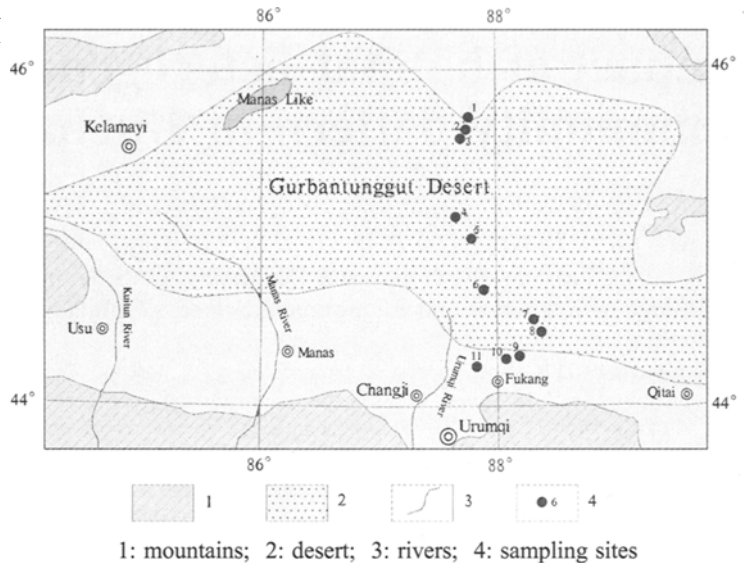 86° 88°
46° 46°
Manas Like
Kelamayi
1
2
3
Gurbantunggut Desert
4
5
6
7
8
9
10
11
Kuitun River
Manas River
Urumqi River
Usu
Manas
Fukang
Changji
Qitai
44° 44°
Urumqi
86° 88°
1 2 3 6 4
1: mountains; 2: desert; 3: rivers; 4: sampling sites